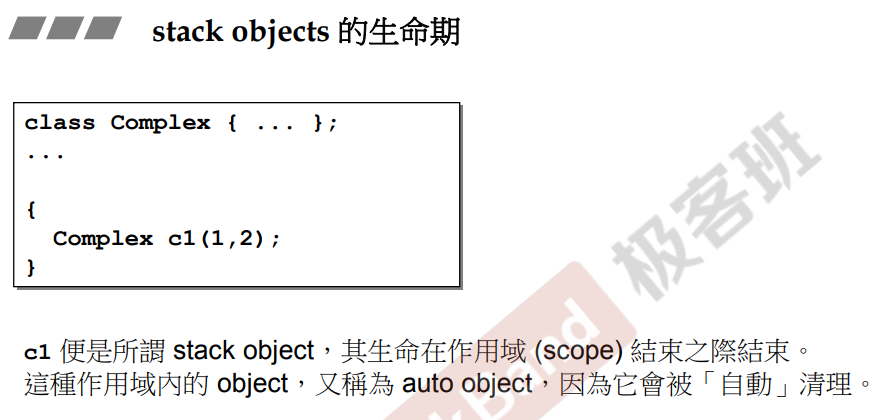 stack objects 的生命期
class Complex { ... };
...
{
Complex c1(1,2);
}
c1 便是所謂 stack object，其生命在作用域 (scope) 結束之際結束。
這種作用域內的 object，又稱為 auto object，因為它會被「自動」清理。
极客班